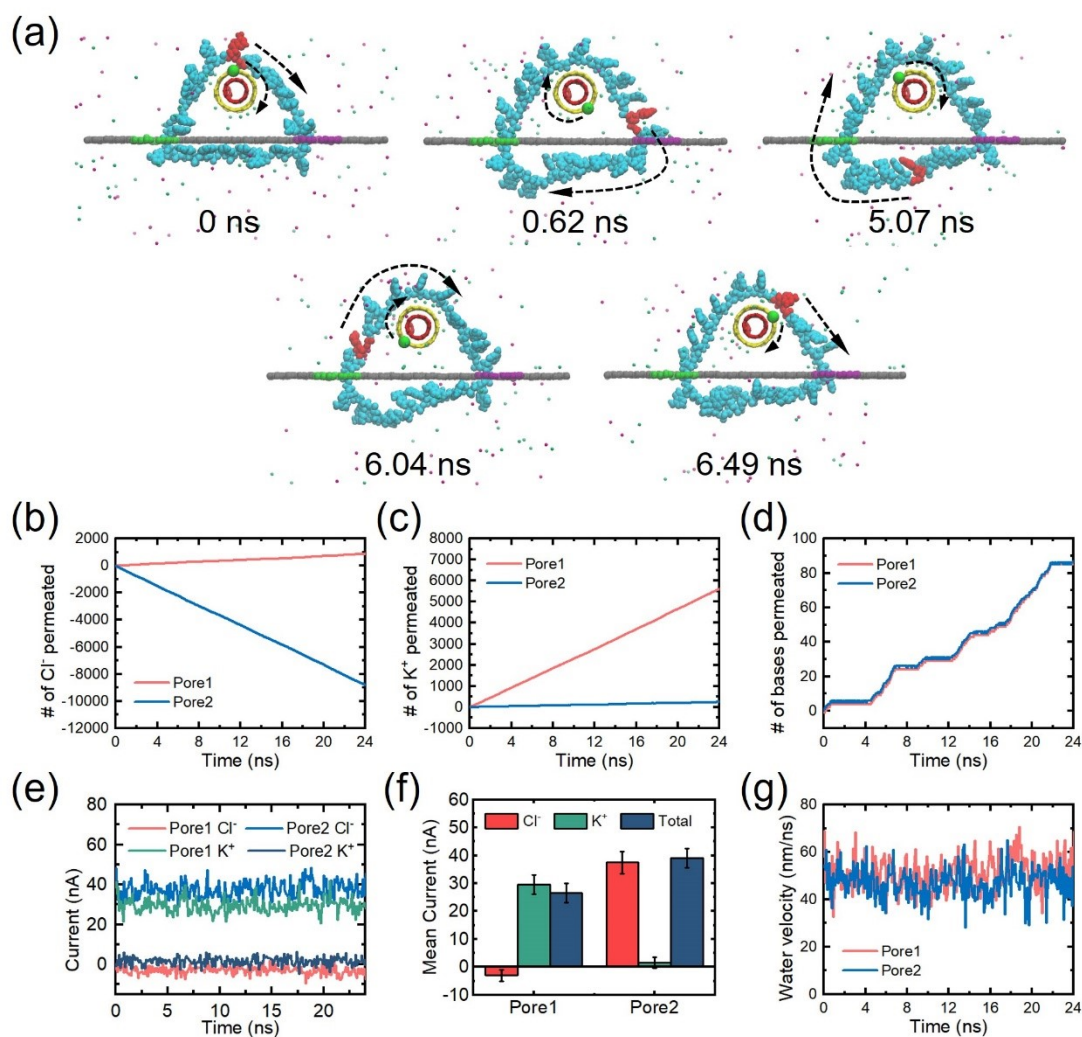 (a)
0 ns
0.62 ns
5.07 ns
6.04 ns
6.49 ns
(b)
# of Cl⁻ permeated
2000
0
-2000
-4000
-6000
-8000
-10000
-12000
Pore1
Pore2
0 4 8 12 16 20 24
Time (ns)
(c)
# of K⁺ permeated
8000
7000
6000
5000
4000
3000
2000
1000
0
-1000
Pore1
Pore2
0 4 8 12 16 20 24
Time (ns)
(d)
# of bases permeated
100
80
60
40
20
0
Pore1
Pore2
0 4 8 12 16 20 24
Time (ns)
(e)
Current (nA)
80
60
40
20
0
-20
Pore1 Cl⁻ Pore2 Cl⁻
Pore1 K⁺ Pore2 K⁺
0 5 10 15 20
Time (ns)
(f)
Mean Current (nA)
60
50
40
30
20
10
0
-10
Cl⁻ K⁺ Total
Pore1 Pore2
(g)
Water velocity (nm/ns)
80
60
40
20
0
Pore1
Pore2
0 4 8 12 16 20 24
Time (ns)